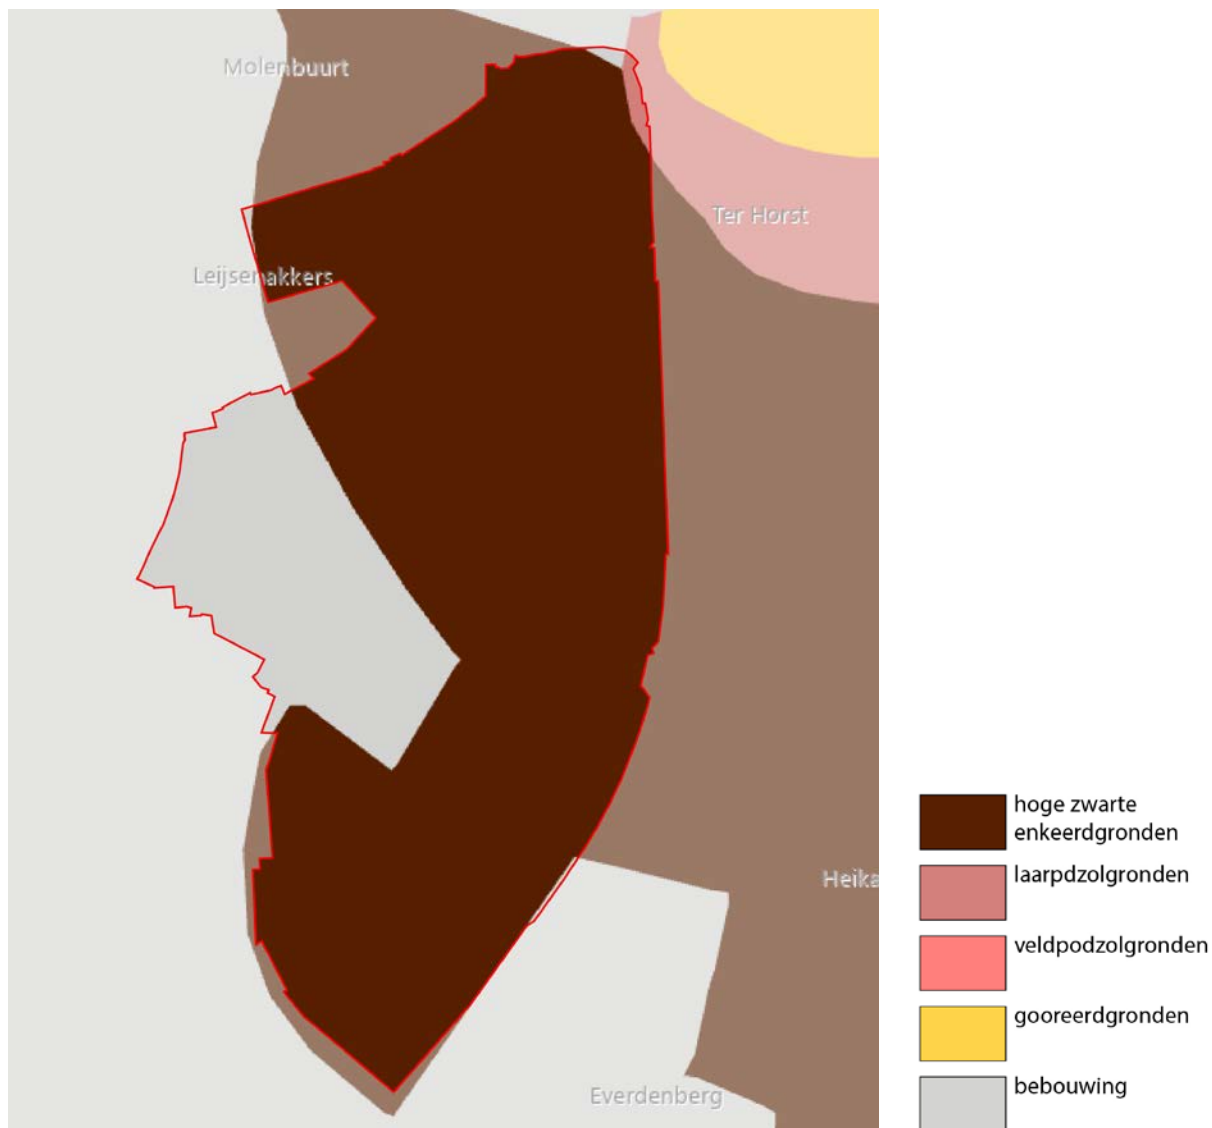 Molenbuurt
Ter Horst
Leijsenakkers
Heika
Everdenberg
hoge zwarte
enkeerdgronden
laarpdzolgronden
veldpodzolgronden
gooreerdgronden
bebouwing